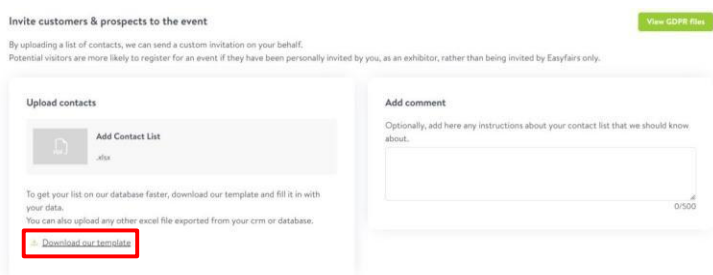 Invite customers & prospects to the event
View GDPR files
By uploading a list of contacts, we can send a custom invitation on your behalf.
Potential visitors are more likely to register for an event if they have been personally invited by you, as an exhibitor, rather than being invited by Easyfairs only.
Upload contacts
Add Contact List
.xlsx
To get your list on our database faster, download our template and fill it in with
your data.
You can also upload any other excel file exported from your crm or database.
Download our template
Add comment
Optionally, add here any instructions about your contact list that we should know
about.
0/500